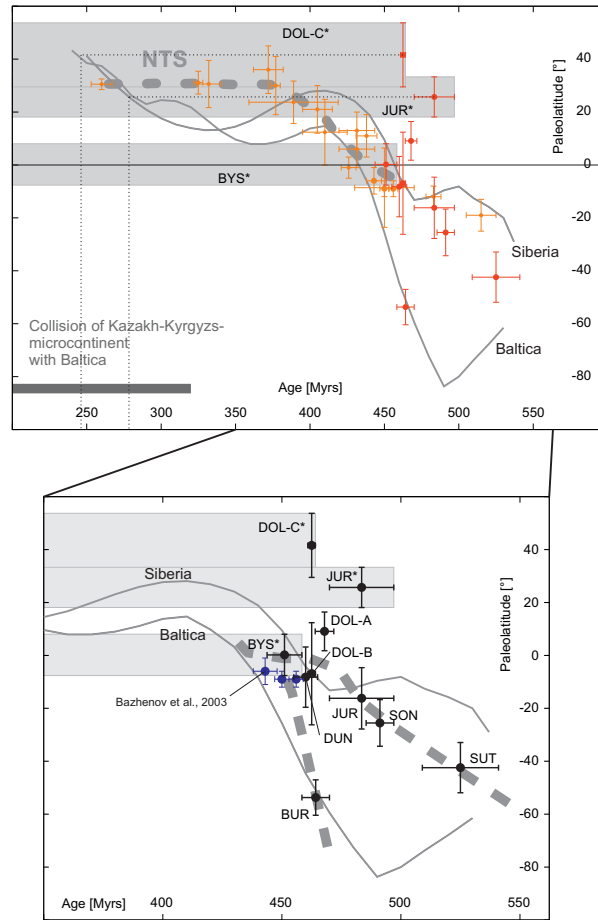 DOL-C*
NTS
40
20
JUR*
0
BYS*
-20
Siberia
-40
Collision of Kazakh-Kyrgyzs-
microcontinent
with Baltica
Baltica
-60
-80
Paleolatitude [°]
Age [Myrs]
250
300
350
400
450
500
550
DOL-C*
40
Siberia
JUR*
20
DOL-A
Baltica
BYS*
DOL-B
0
Bazhenov et al., 2003
JUR
SON
-20
DUN
SUT
-40
BUR
-60
-80
Paleolatitude [°]
Age [Myrs]
400
450
500
550